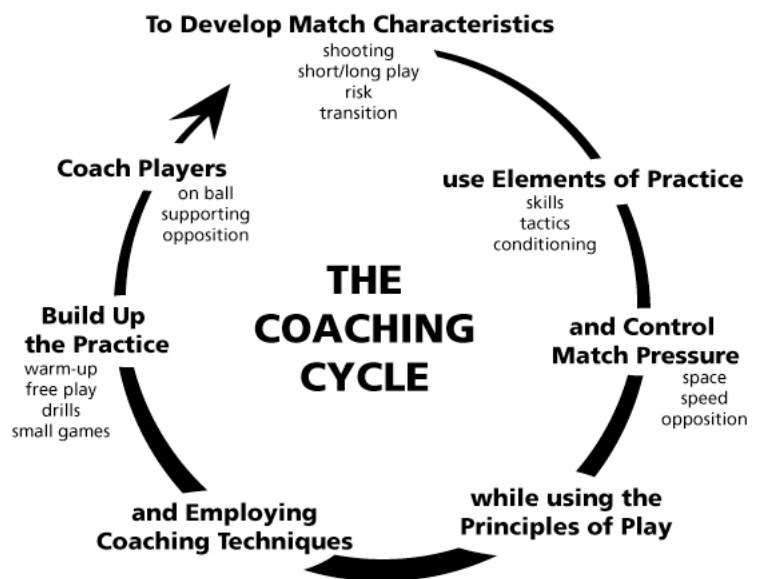 To Develop Match Characteristics
shooting
short/long play
risk
transition
use Elements of Practice
skills
tactics
conditioning
and Control
Match Pressure
space
speed
opposition
while using the
Principles of Play
and Employing
Coaching Techniques
Build Up
the Practice
warm-up
free play
drills
small games
Coach Players
on ball
supporting
opposition
THE
COACHING
CYCLE